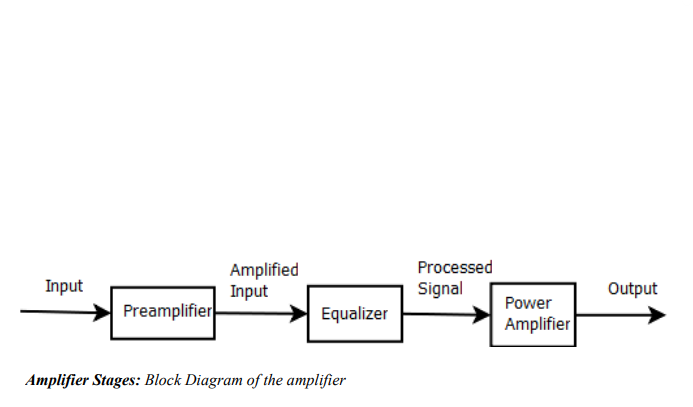 Input
Preamplifier
Amplified
Input
Equalizer
Processed
Signal
Power
Amplifier
Output
Amplifier Stages: Block Diagram of the amplifier